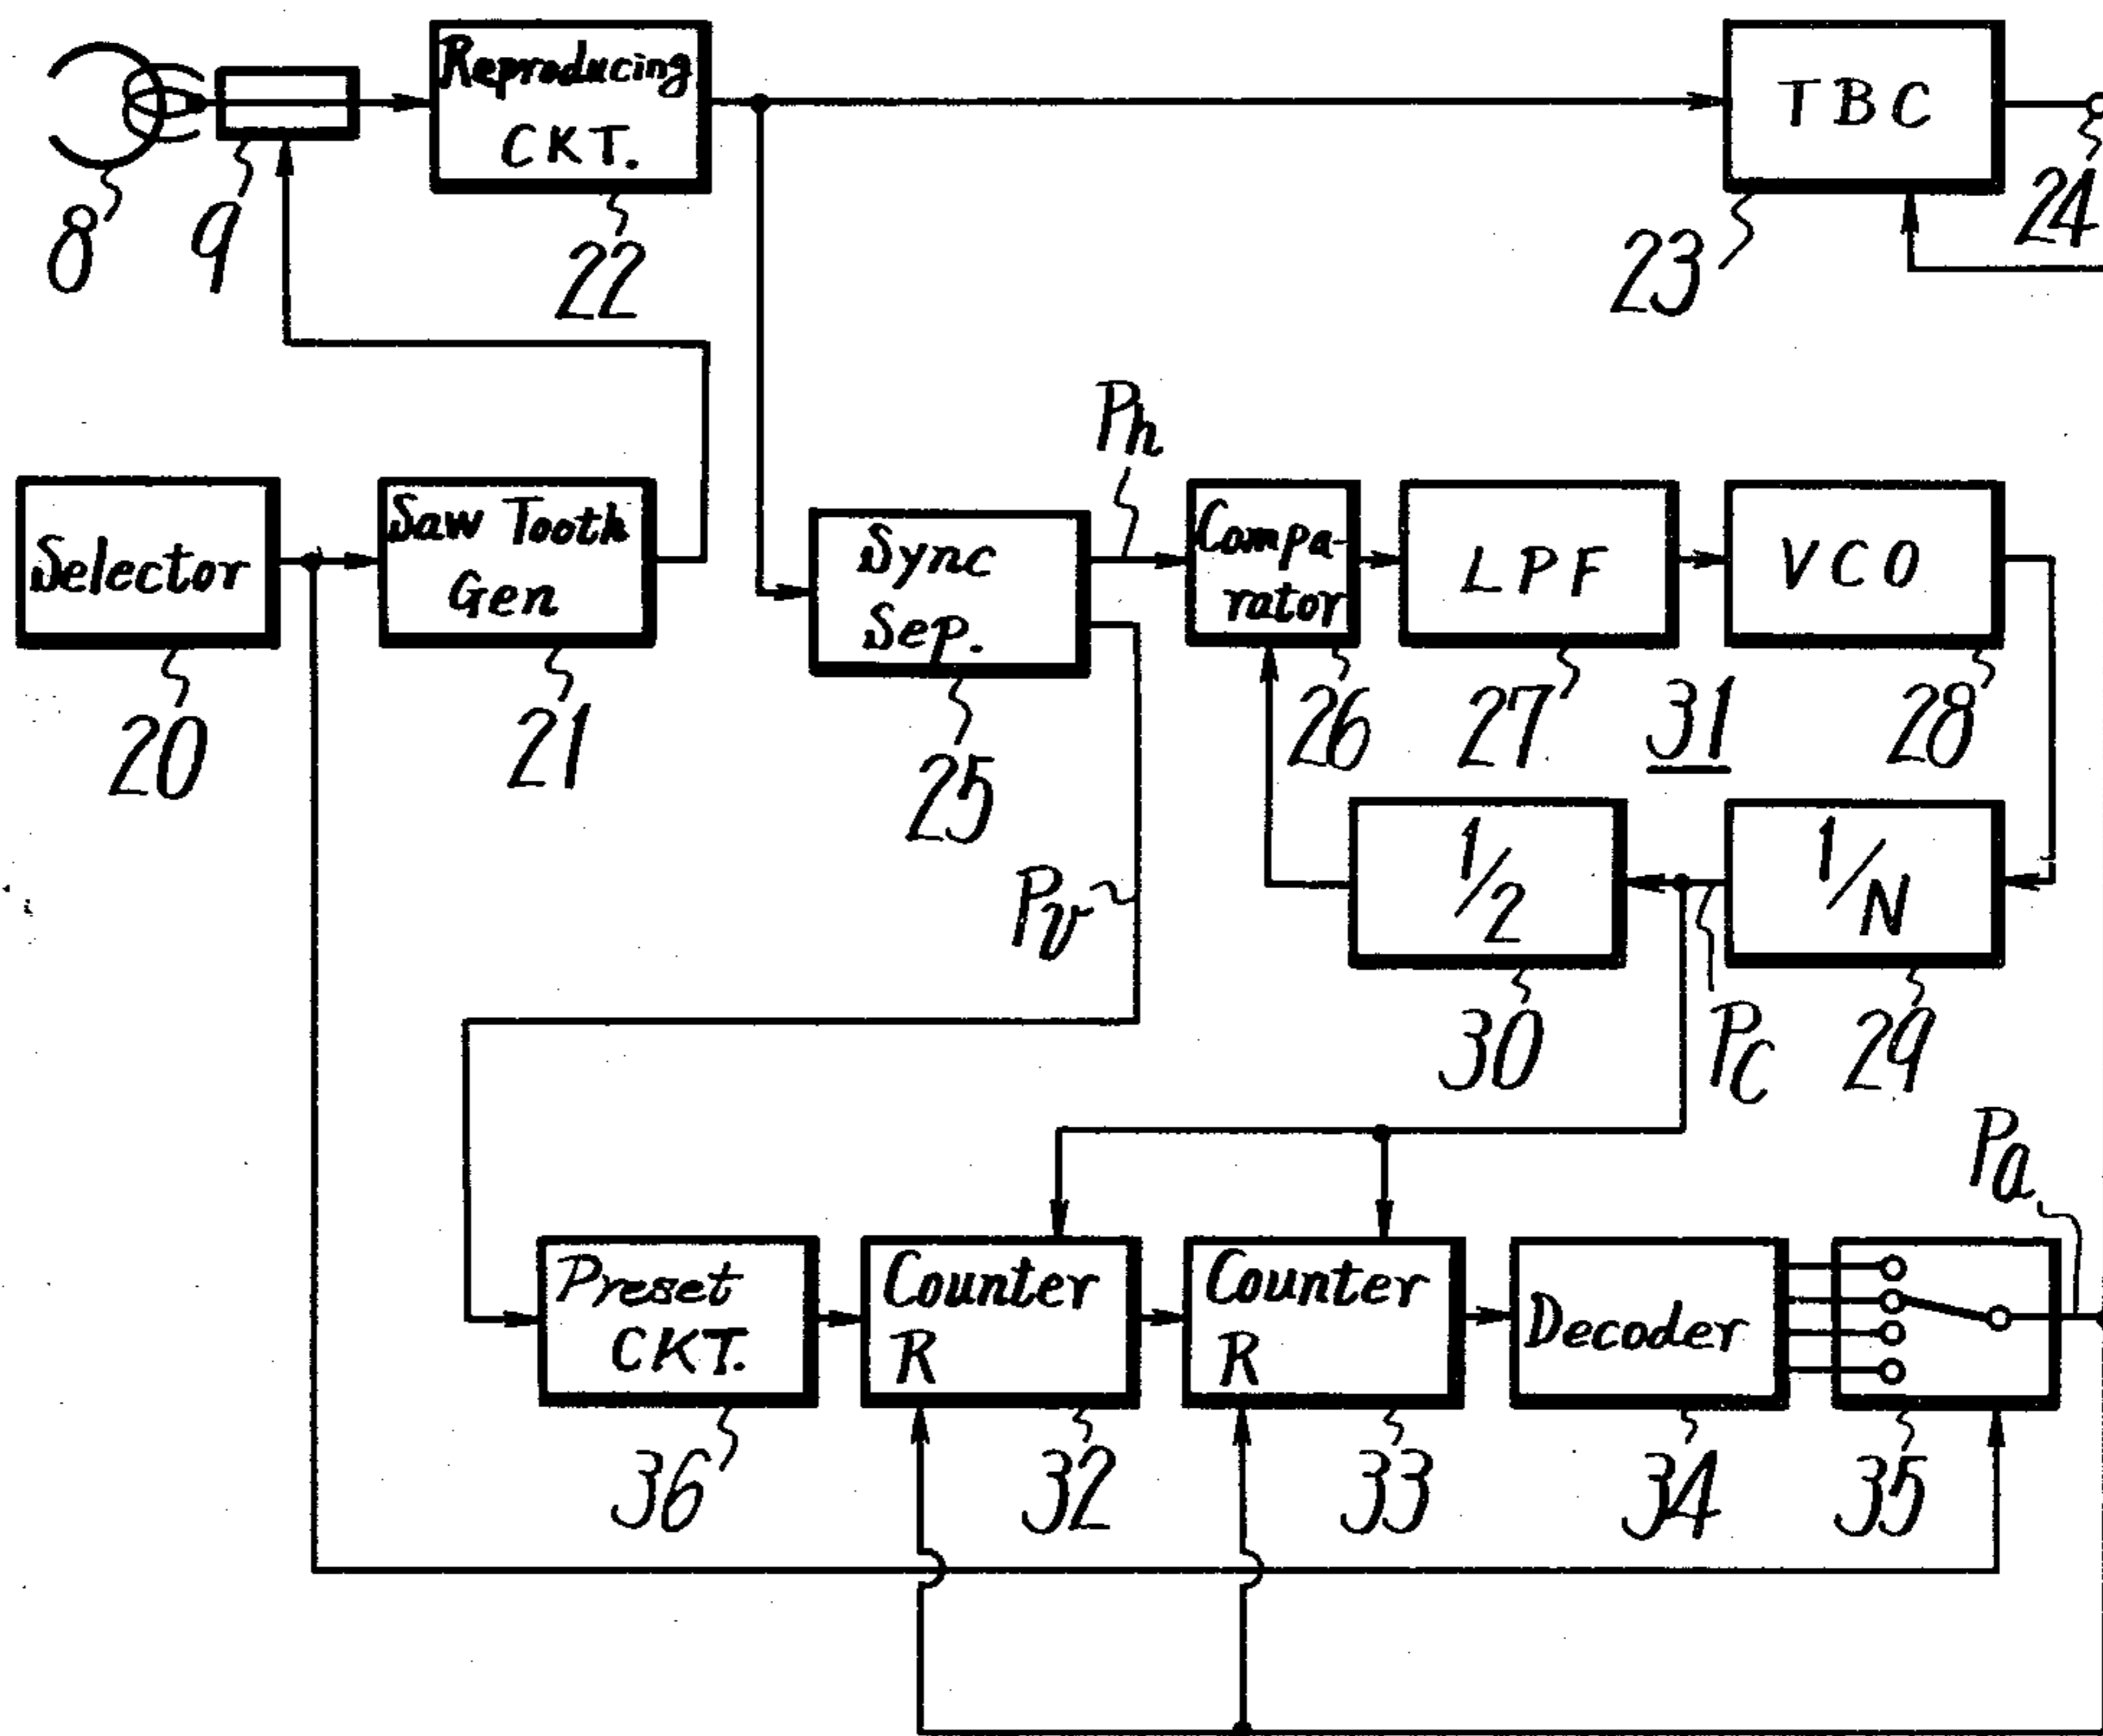 Reproducing
CKT.
TBC
8
9
22
23
24
Ph
Selector
Saw Tooth
Gen
Sync
Sep.
Compa-
rator
LPF
VCO
20
21
25
26
27
31
28
Pv
1/2
1/N
30
Pc
29
Pa
Preset
CKT.
Counter
R
Counter
R
Decoder
36
32
33
34
35